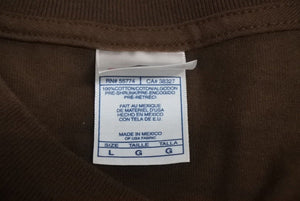 RN# 55774 CA# 38327
100%COTTON/COTON/ALGODON
PRE-SHRUNK/PRE-ENCOGIDO
PRE-RETRECI
FAIT AU MEXIQUE
DE MATERIEL D'USA
HECHO EN MEXICO
CON TELA DE E.U.
MADE IN MEXICO
OF USA FABRIC
SIZE TAILLE TALLA
L G G